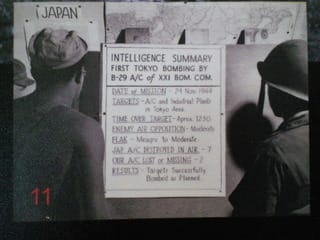 JAPAN
INTELLIGENCE SUMMARY
FIRST TOKYO BOMBING BY
B-29 A/C of XXI BOM. COM.
DATE of MISSION - 24 Nov. 1944
TARGETS - A/C and Industrial Plants
in Tokyo Area.
TIME OVER TARGET - Aprox. 1230.
ENEMY AIR OPPOSITION - Moderate
FLAK - Meagre to Moderate.
JAP. A/C DESTROYED IN AIR. - 7
OUR A/C LOST or MISSING - 2
RESULTS - Targets Successfully
Bombed as Planned.
11